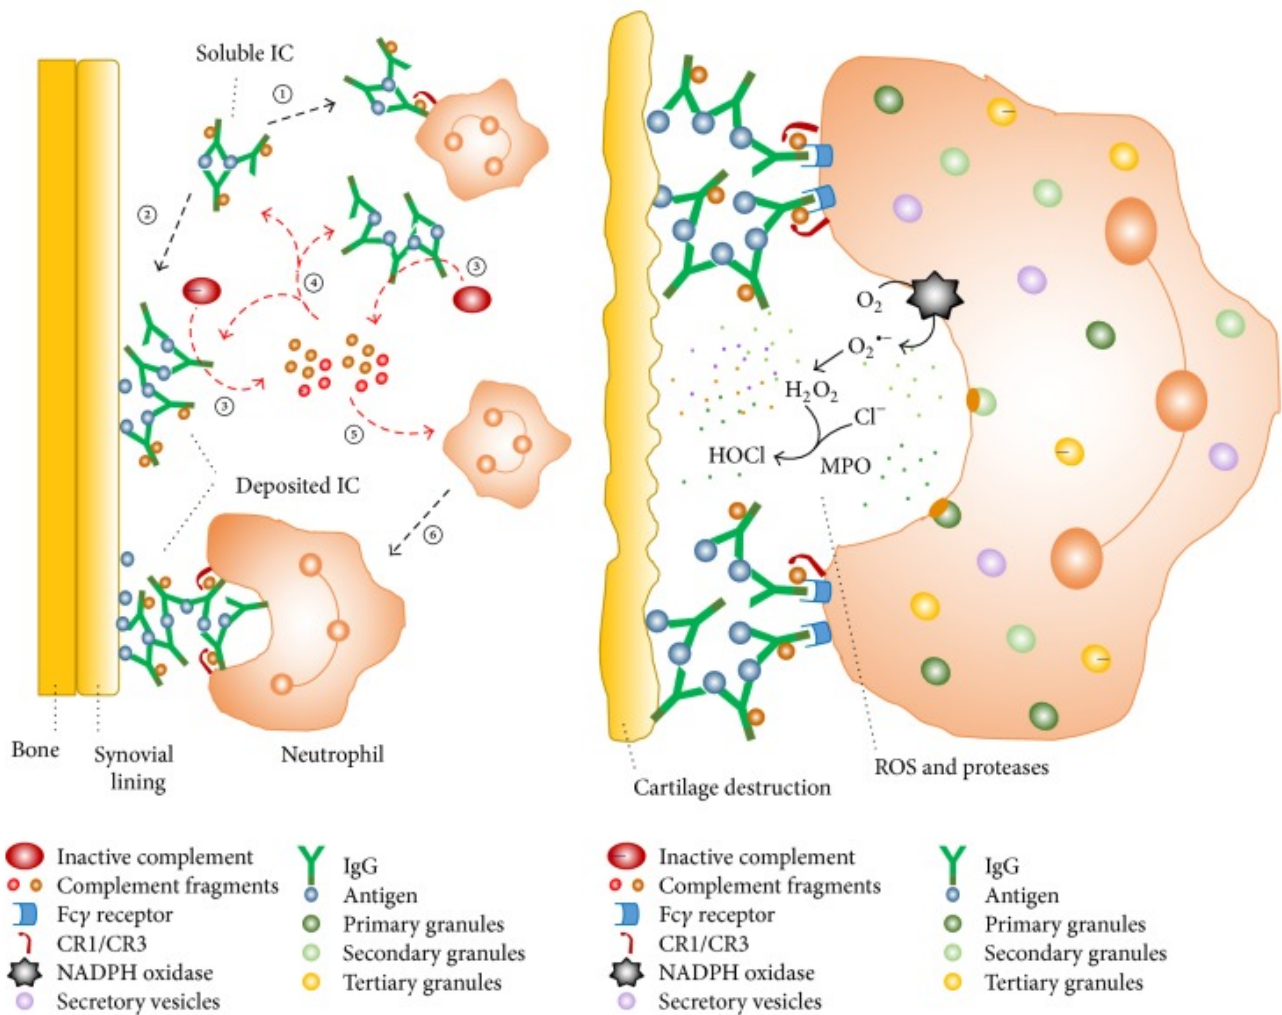 Soluble IC
①
②
③
④
③
⑤
Deposited IC
⑥
Bone
Synovial
lining
Neutrophil
O₂
O₂•−
H₂O₂
Cl−
HOCl
MPO
ROS and proteases
Cartilage destruction
Inactive complement
Complement fragments
Fcγ receptor
CR1/CR3
NADPH oxidase
Secretory vesicles
IgG
Antigen
Primary granules
Secondary granules
Tertiary granules
Inactive complement
Complement fragments
Fcγ receptor
CR1/CR3
NADPH oxidase
Secretory vesicles
IgG
Antigen
Primary granules
Secondary granules
Tertiary granules